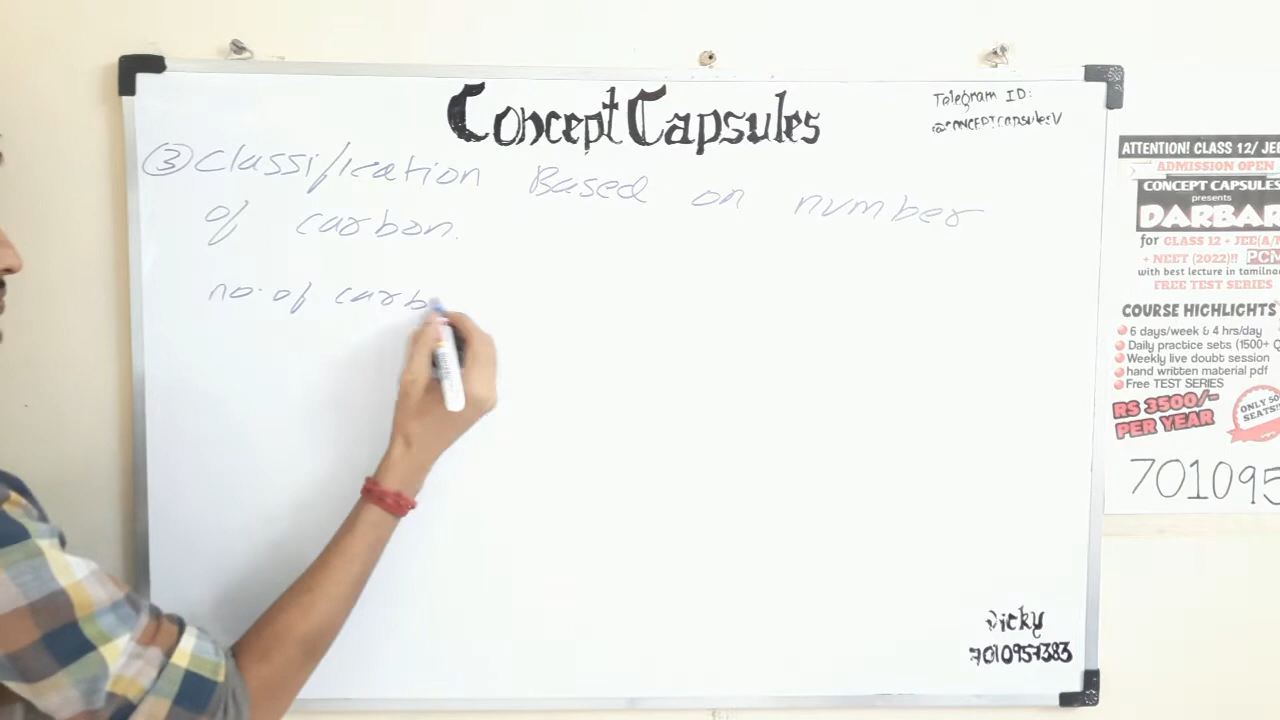 Concept Capsules
Telegram ID:
@CONCEPTCAPSULESV
③ Classification Based on number
of carbon.
no. of carb
Vicky
7010957383
ATTENTION! CLASS 12/ JEE
ADMISSION OPEN
CONCEPT CAPSULES
presents
DARBAR
for CLASS 12 + JEE(A/
+ NEET (2022)!! PCM
with best lecture in tamilna
FREE TEST SERIES
COURSE HIGHLIGHTS
6 days/week & 4 hrs/day
Daily practice sets (1500+ Q
Weekly live doubt session
hand written material pdf
Free TEST SERIES
RS 3500/-
PER YEAR
ONLY 50
SEATS!!
701095